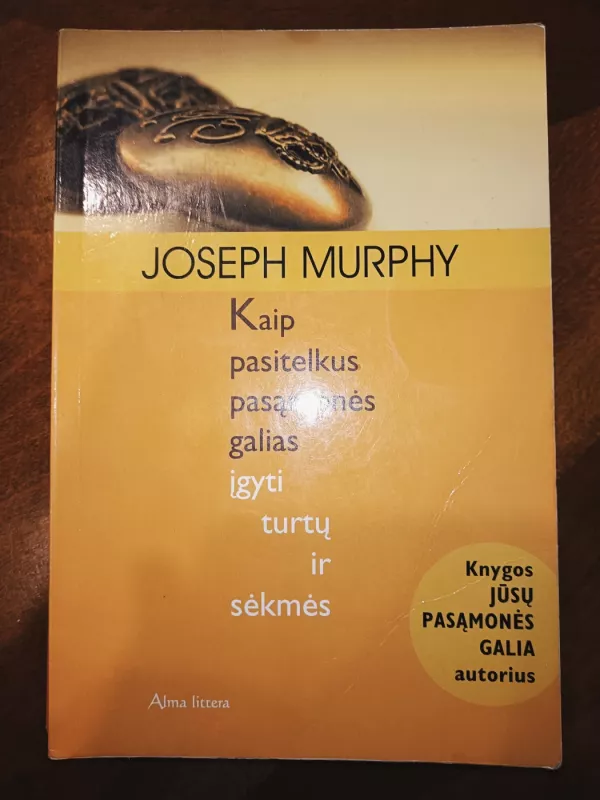 JOSEPH MURPHY
Kaip
pasitelkus
pasąmonės
galias
įgyti
turtų
ir
sėkmės
Knygos
JŪSŲ
PASĄMONĖS
GALIA
autorius
Alma littera